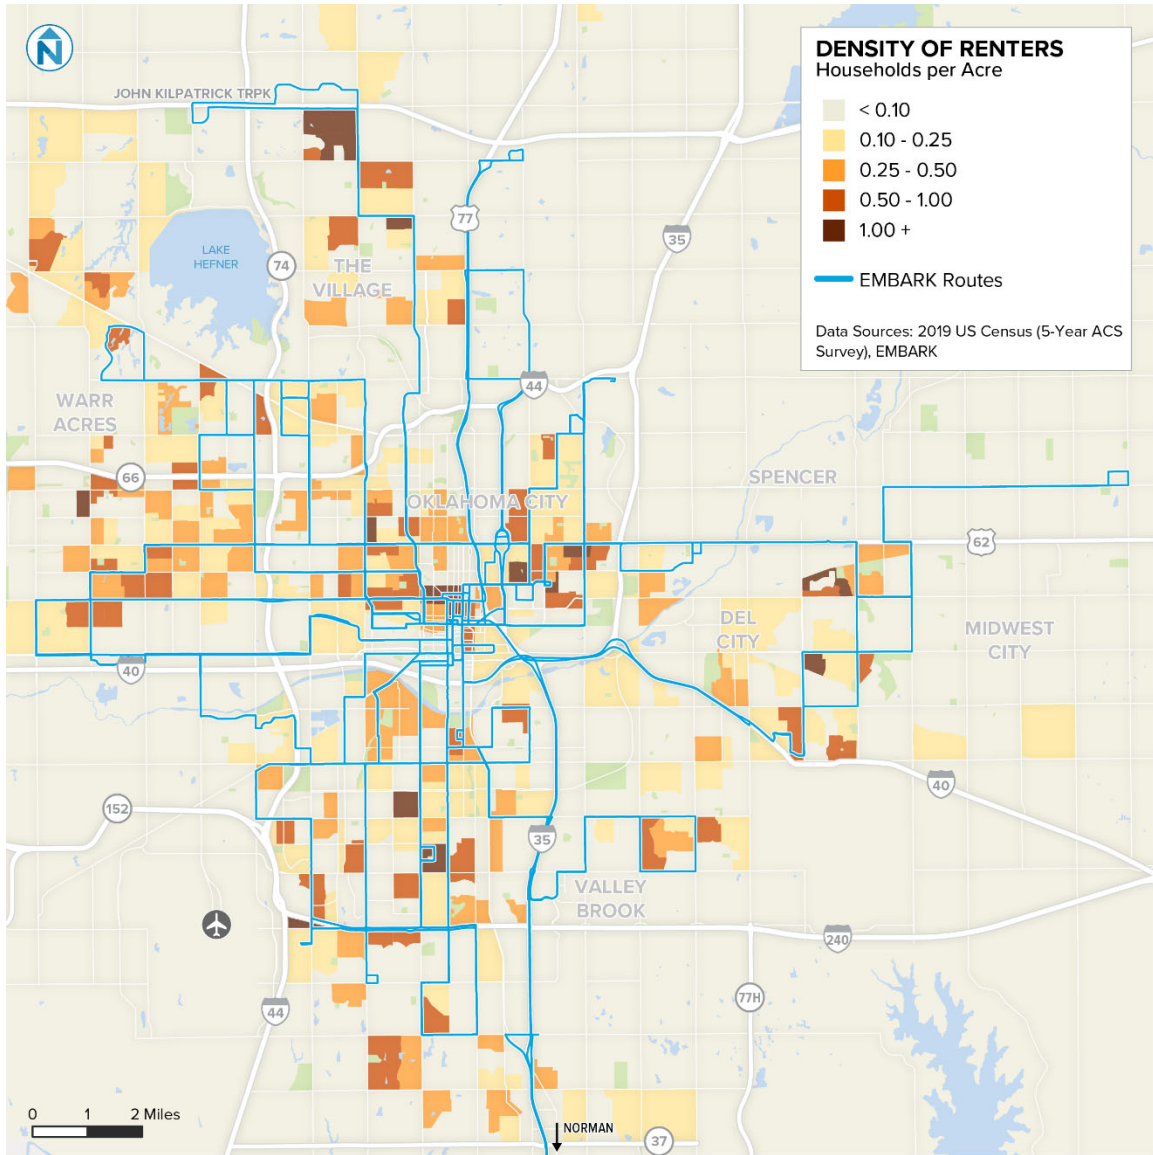 N
DENSITY OF RENTERS
Households per Acre
< 0.10
0.10 - 0.25
0.25 - 0.50
0.50 - 1.00
1.00 +
EMBARK Routes
Data Sources: 2019 US Census (5-Year ACS
Survey), EMBARK
JOHN KILPATRICK TRPK
77
35
LAKE
HEFNER
74
THE
VILLAGE
44
WARR
ACRES
66
SPENCER
OKLAHOMA CITY
62
DEL
CITY
MIDWEST
CITY
40
40
152
35
VALLEY
BROOK
240
77H
44
0 1 2 Miles
NORMAN
37